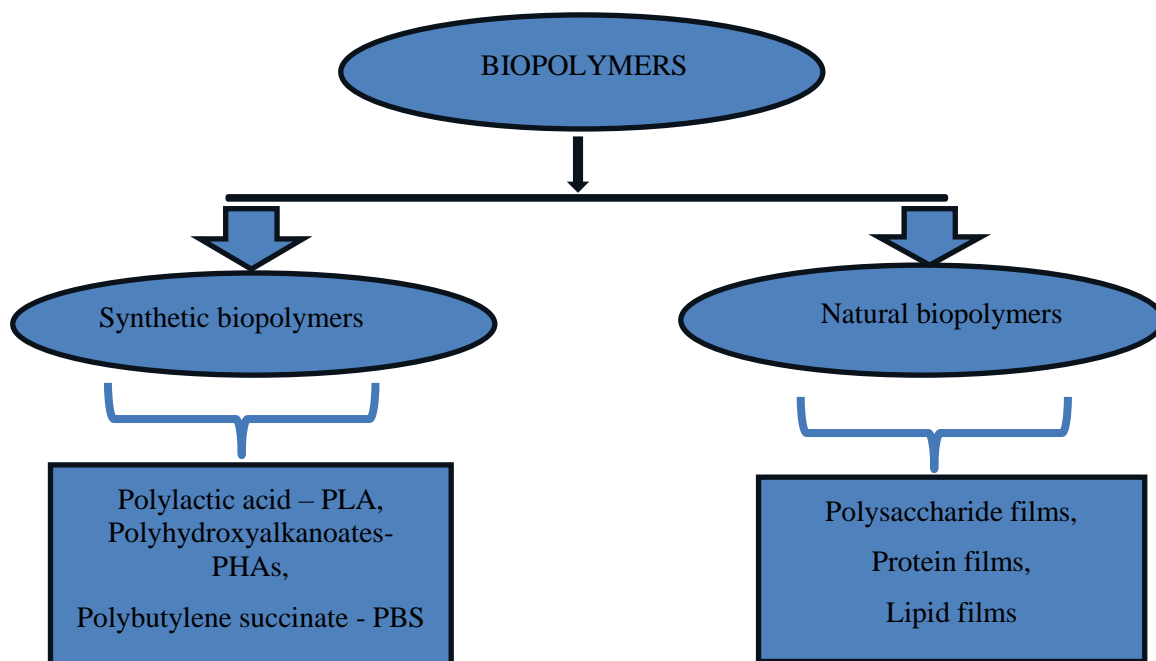 BIOPOLYMERS
Synthetic biopolymers
Natural biopolymers
Polylactic acid – PLA,
Polyhydroxyalkanoates-
PHAs,
Polybutylene succinate - PBS
Polysaccharide films,
Protein films,
Lipid films